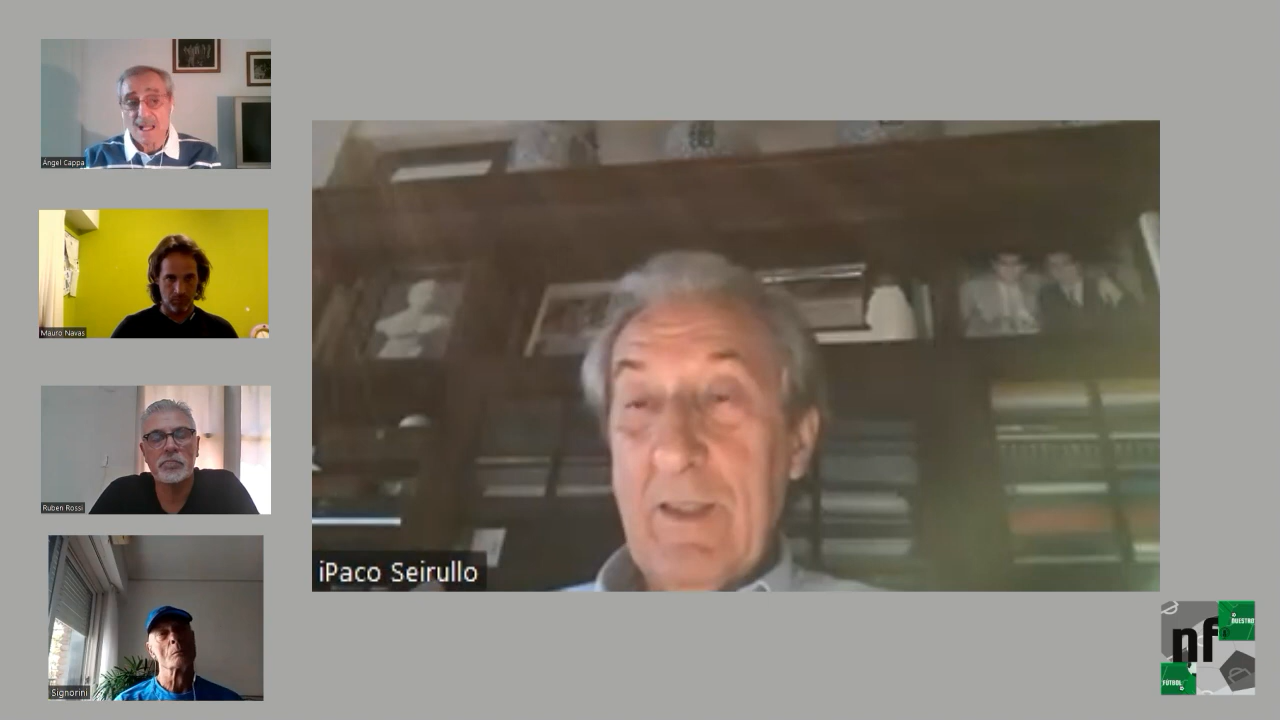 Ángel Cappa
Mauro Navas
Ruben Rossi
Signorini
iPaco Seirullo
nf
NUESTRO
FÚTBOL